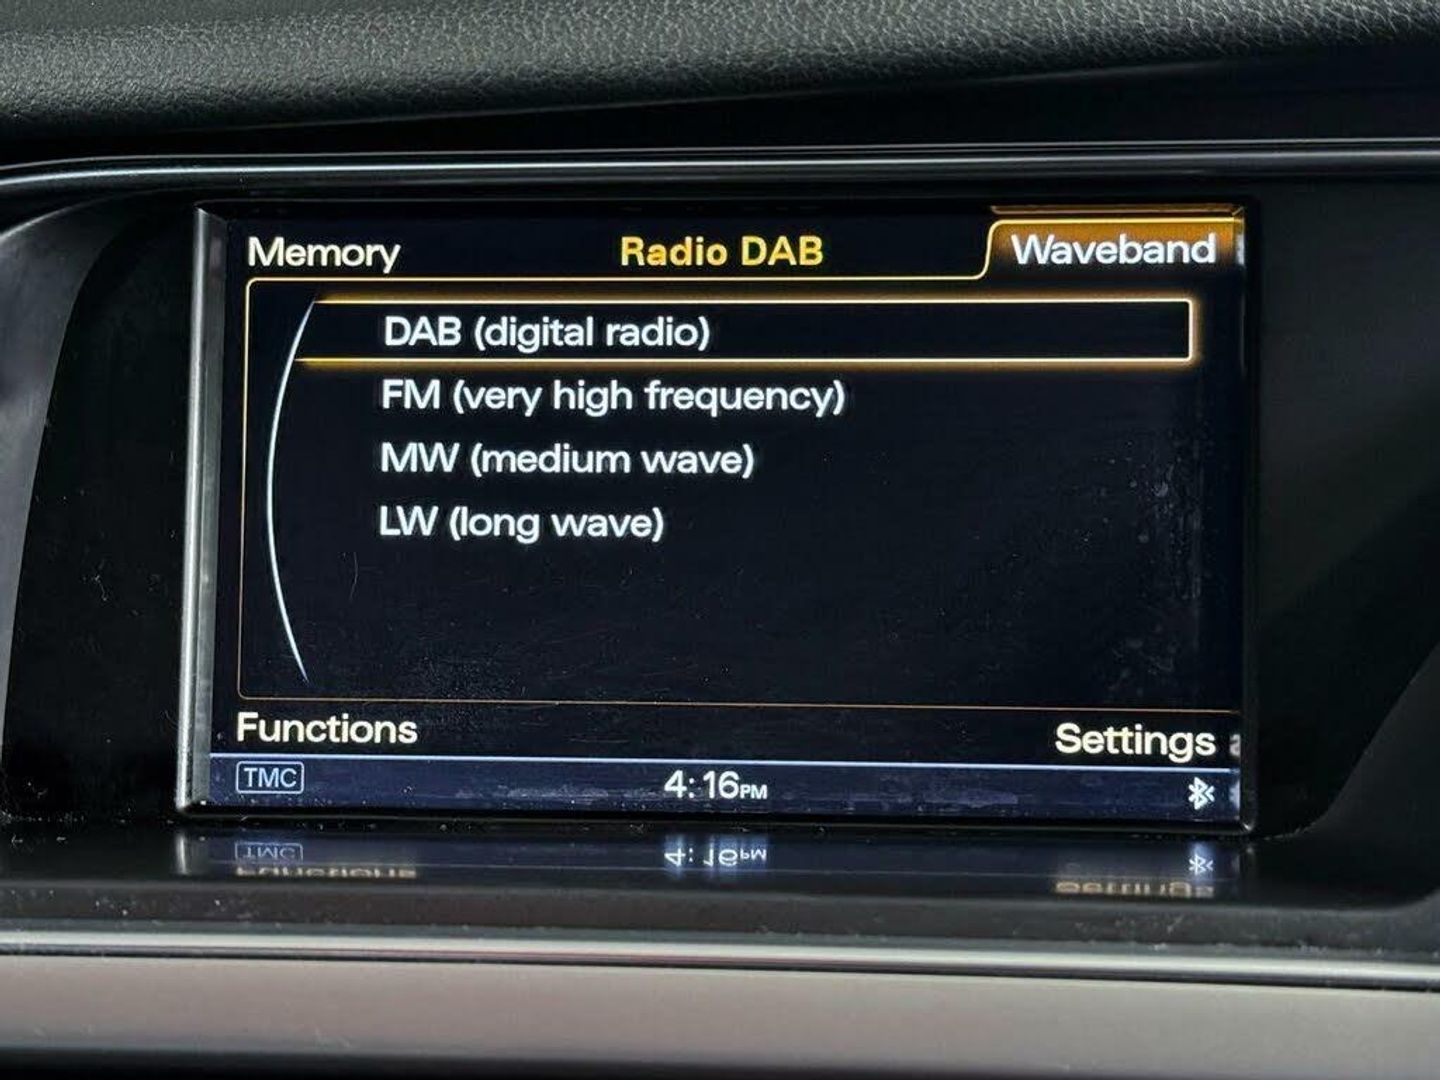 Memory Radio DAB Waveband
DAB (digital radio)
FM (very high frequency)
MW (medium wave)
LW (long wave)
Functions Settings
TMC 4:16PM